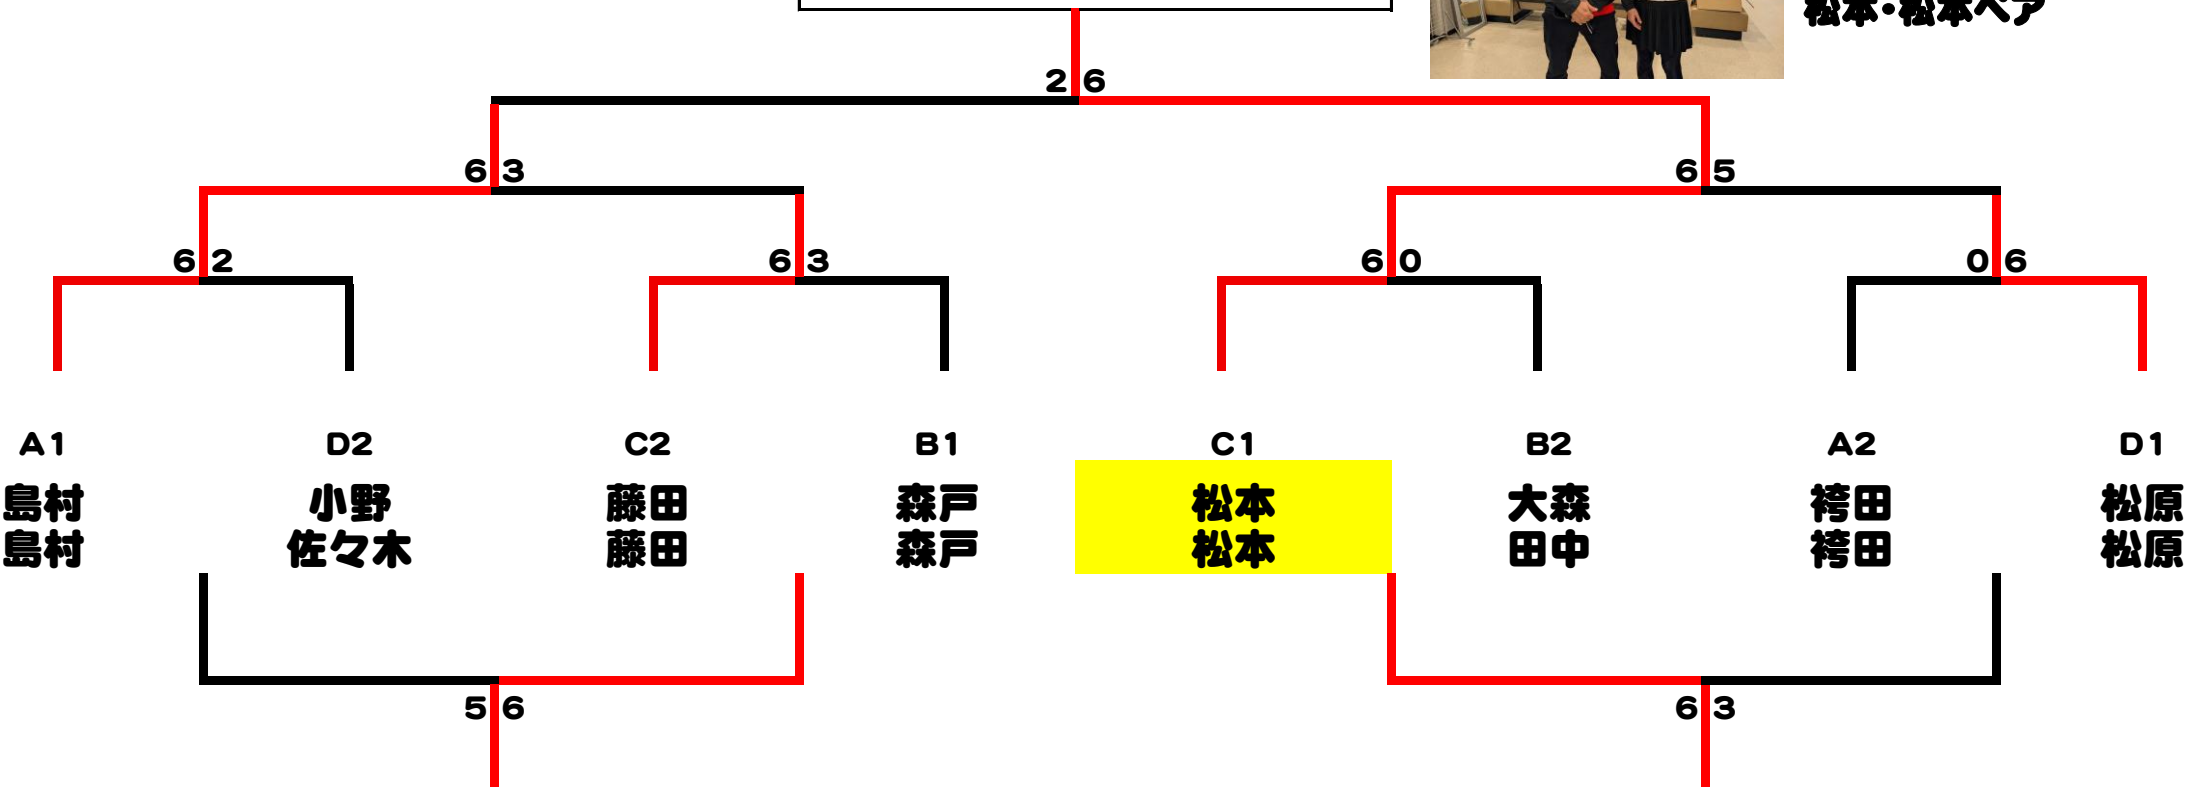 松本・松本ペア
2 6
6 3
6 5
6 2
6 3
6 0
0 6
A1
D2
C2
B1
C1
B2
A2
D1
島村
島村
小野
佐々木
藤田
藤田
森戸
森戸
松本
松本
大森
田中
袴田
袴田
松原
松原
5 6
6 3